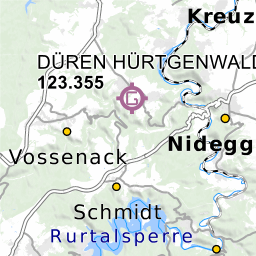 Kreuz
DÜREN HÜRTGENWALD
123.355
G
Vossenack
Nidegg
Schmidt
Rurtalsperre